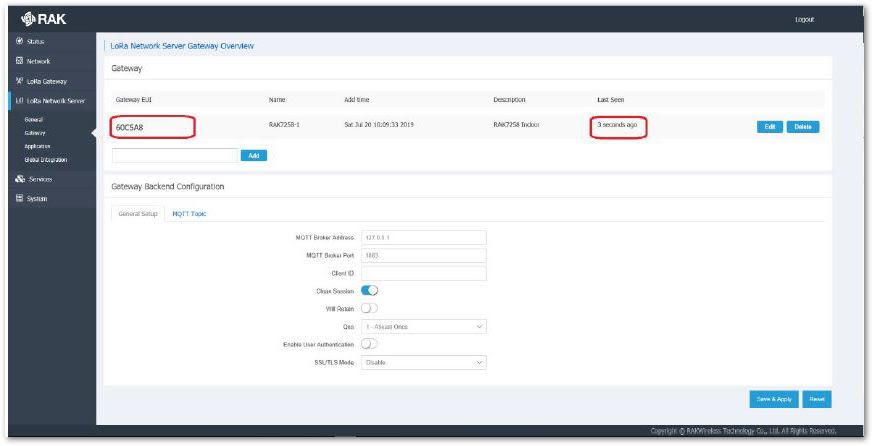 RAK
Logout
Status
Network
LoRa Gateway
LoRa Network Server
General
Gateway
Application
Global Integration
Services
System
LoRa Network Server Gateway Overview
Gateway
Gateway EUI Name Add time Description Last Seen
60C5A8 RAK7258-1 Sat Jul 20 10:09:33 2019 RAK7258 Indoor 3 seconds ago Edit Delete
Add
Gateway Backend Configuration
General Setup MQTT Topic
MQTT Broker Address 127.0.0.1
MQTT Broker Port 1883
Client ID
Clean Session
Will Retain
Qos 1 - Atleast Once
Enable User Authentication
SSL/TLS Mode Disable
Save & Apply Reset
Copyright © RAKWireless Technology Co., Ltd. All Rights Reserved.